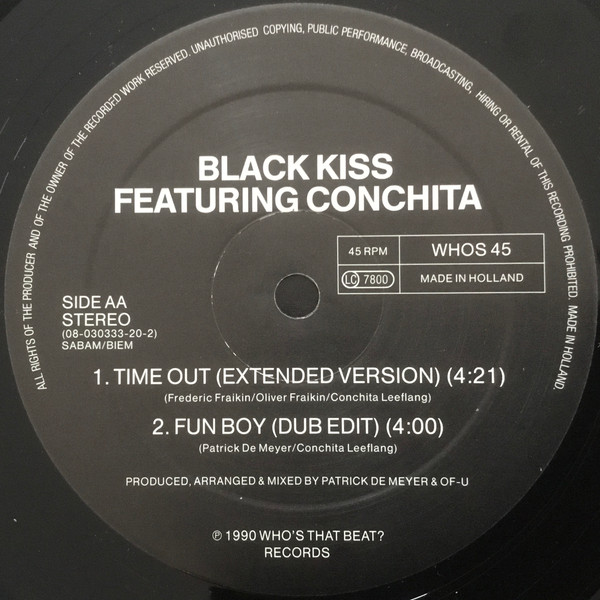 ALL RIGHTS OF THE PRODUCER AND OF THE OWNER OF THE RECORDED WORK RESERVED. UNAUTHORISED COPYING, PUBLIC PERFORMANCE, BROADCASTING, HIRING OR RENTAL OF THIS RECORDING PROHIBITED. MADE IN HOLLAND.
BLACK KISS
FEATURING CONCHITA
45 RPM WHOS 45
LC 7800 MADE IN HOLLAND
SIDE AA
STEREO
(08-030333-20-2)
SABAM/BIEM
1. TIME OUT (EXTENDED VERSION) (4:21)
(Frederic Fraikin/Oliver Fraikin/Conchita Leeflang)
2. FUN BOY (DUB EDIT) (4:00)
(Patrick De Meyer/Conchita Leeflang)
PRODUCED, ARRANGED & MIXED BY PATRICK DE MEYER & OF-U
℗ 1990 WHO'S THAT BEAT?
RECORDS